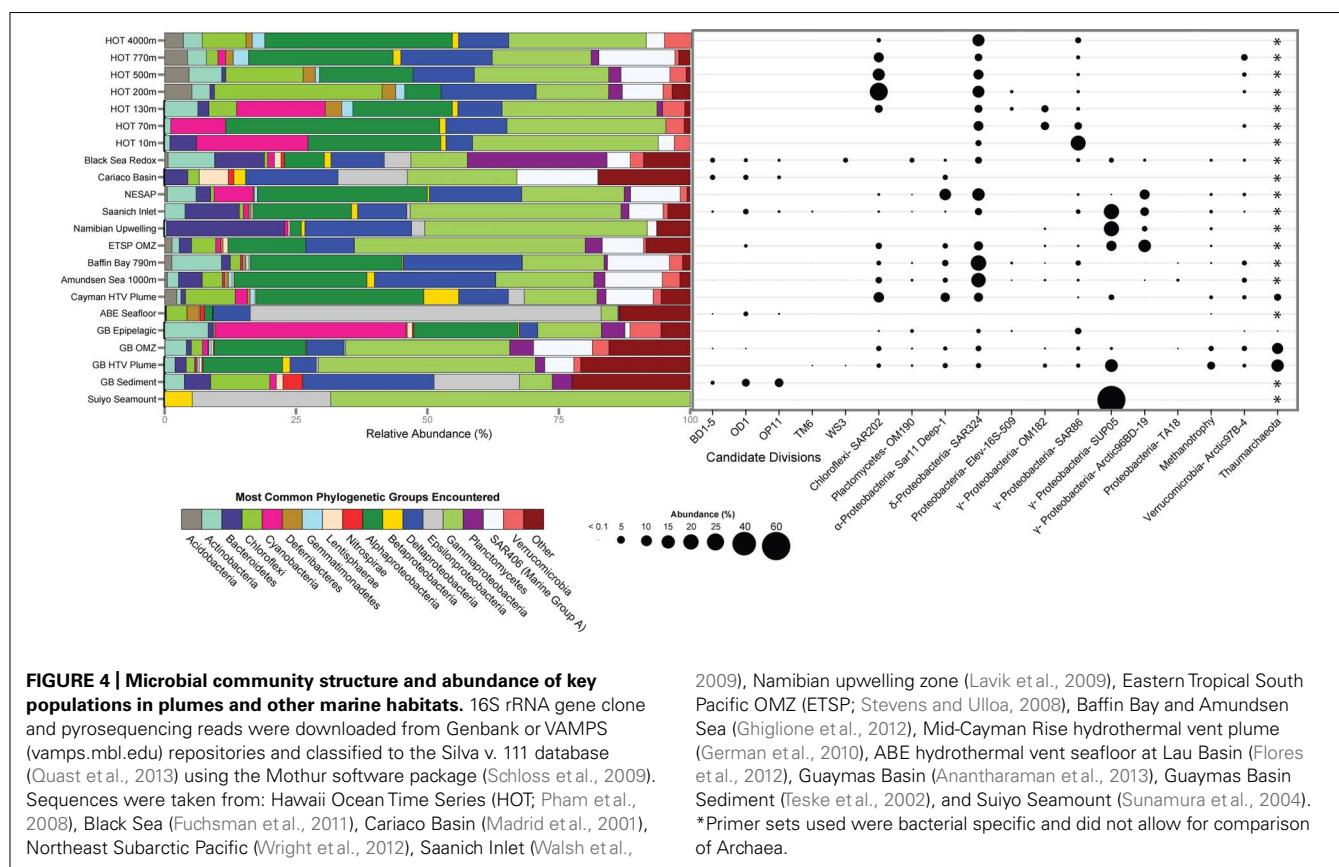 HOT 4000m
HOT 770m
HOT 500m
HOT 200m
HOT 130m
HOT 70m
HOT 10m
Black Sea Redox
Cariaco Basin
NESAP
Saanich Inlet
Namibian Upwelling
ETSP OMZ
Baffin Bay 790m
Amundsen Sea 1000m
Cayman HTV Plume
ABE Seafloor
GB Epipelagic
GB OMZ
GB HTV Plume
GB Sediment
Suiyo Seamount
0 25 50 75 100
Relative Abundance (%)
* * * * * * * * * * * * * * * * * *
BD1-5
OD1
OP11
TM6
WS3
Chloroflexi- SAR202
Planctomycetes- OM190
α-Proteobacteria- Sar11 Deep-1
δ-Proteobacteria- SAR324
Proteobacteria- Elev-16S-509
γ- Proteobacteria- OM182
γ- Proteobacteria- SAR86
γ- Proteobacteria- SUP05
γ- Proteobacteria- Arctic96BD-19
Proteobacteria- TA18
Methanotrophy
Verrucomicrobia- Arctic97B-4
Thaumarchaeota
Candidate Divisions
Most Common Phylogenetic Groups Encountered
Acidobacteria
Actinobacteria
Bacteroidetes
Chloroflexi
Cyanobacteria
Deferribacteres
Gemmatimonadetes
Lentisphaerae
Nitrospirae
Alphaproteobacteria
Betaproteobacteria
Deltaproteobacteria
Epsilonproteobacteria
Gammaproteobacteria
Planctomycetes
SAR406 (Marine Group A)
Verrucomicrobia
Other
Abundance (%)
< 0.1 5 10 15 20 25 40 60
FIGURE 4 | Microbial community structure and abundance of key
populations in plumes and other marine habitats. 16S rRNA gene clone
and pyrosequencing reads were downloaded from Genbank or VAMPS
(vamps.mbl.edu) repositories and classified to the Silva v. 111 database
(Quast et al., 2013) using the Mothur software package (Schloss et al., 2009).
Sequences were taken from: Hawaii Ocean Time Series (HOT; Pham et al.,
2008), Black Sea (Fuchsman et al., 2011), Cariaco Basin (Madrid et al., 2001),
Northeast Subarctic Pacific (Wright et al., 2012), Saanich Inlet (Walsh et al.,
2009), Namibian upwelling zone (Lavik et al., 2009), Eastern Tropical South
Pacific OMZ (ETSP; Stevens and Ulloa, 2008), Baffin Bay and Amundsen
Sea (Ghiglione et al., 2012), Mid-Cayman Rise hydrothermal vent plume
(German et al., 2010), ABE hydrothermal vent seafloor at Lau Basin (Flores
et al., 2012), Guaymas Basin (Anantharaman et al., 2013), Guaymas Basin
Sediment (Teske et al., 2002), and Suiyo Seamount (Sunamura et al., 2004).
*Primer sets used were bacterial specific and did not allow for comparison
of Archaea.